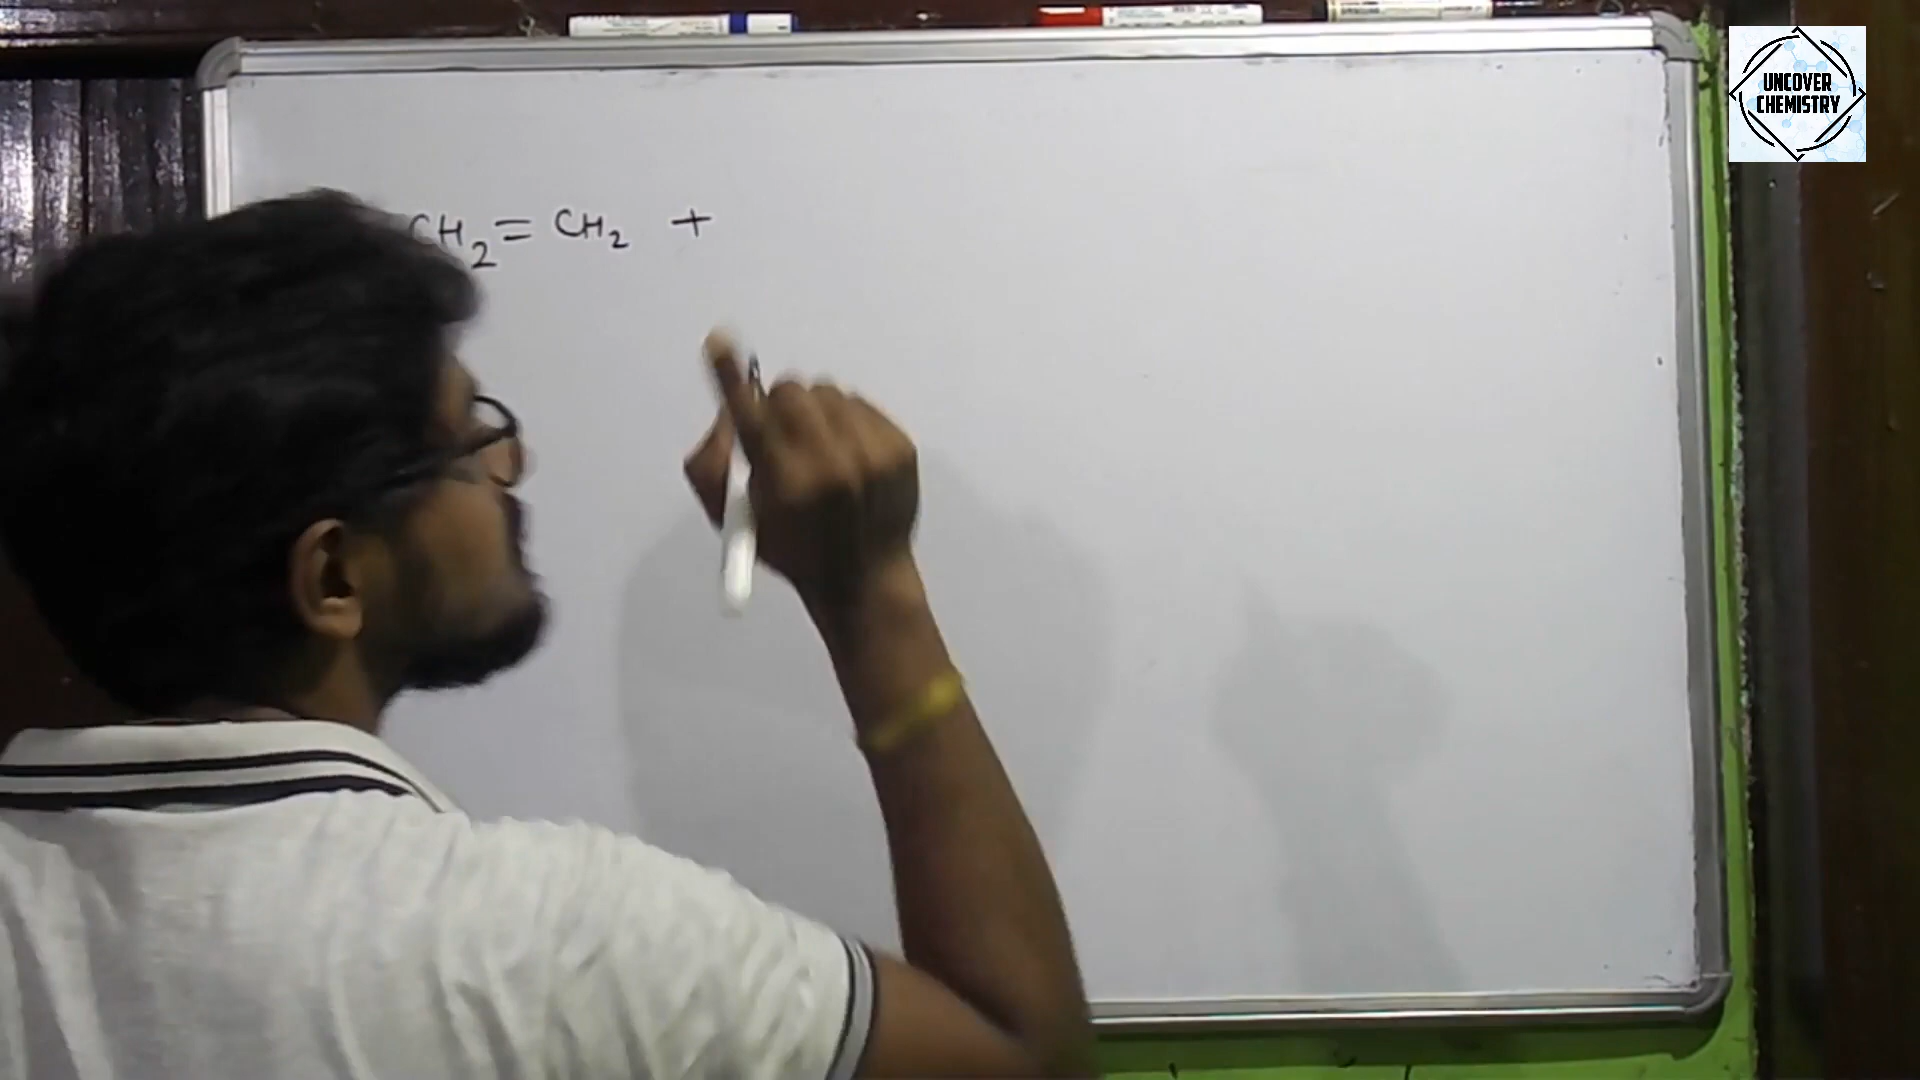 UNCOVER
CHEMISTRY
CH₂ = CH₂ +